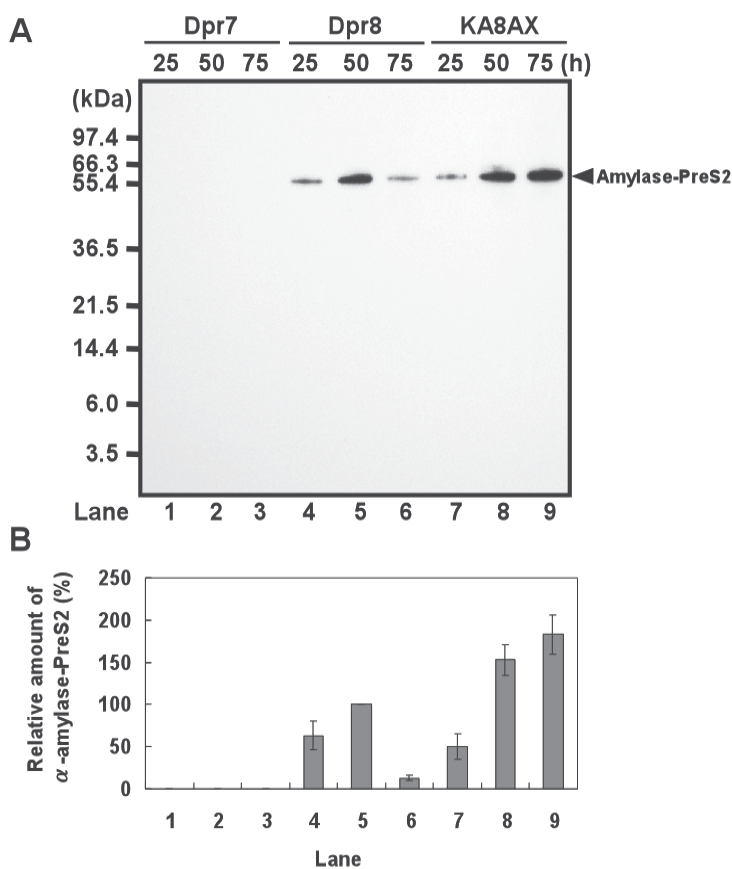 A
Dpr7 Dpr8 KA8AX
25 50 75 25 50 75 25 50 75 (h)
(kDa)
97.4
66.3
55.4
Amylase-PreS2
36.5
21.5
14.4
6.0
3.5
Lane 1 2 3 4 5 6 7 8 9
B
Relative amount of
α-amylase-PreS2 (%)
250
200
150
100
50
0
1 2 3 4 5 6 7 8 9
Lane